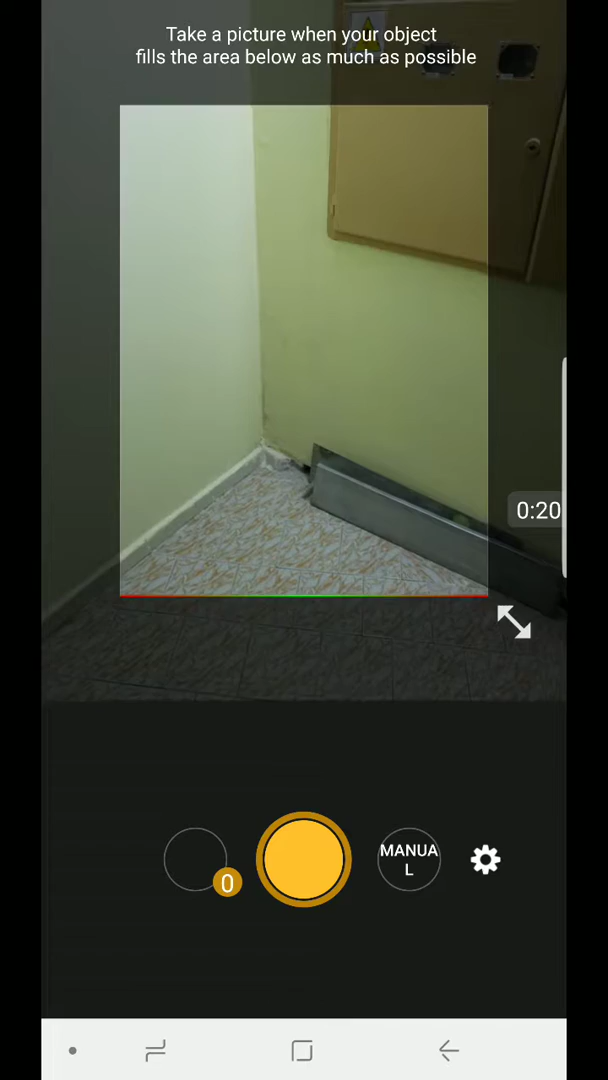 Take a picture when your object
fills the area below as much as possible
0:20
0
MANUA
L